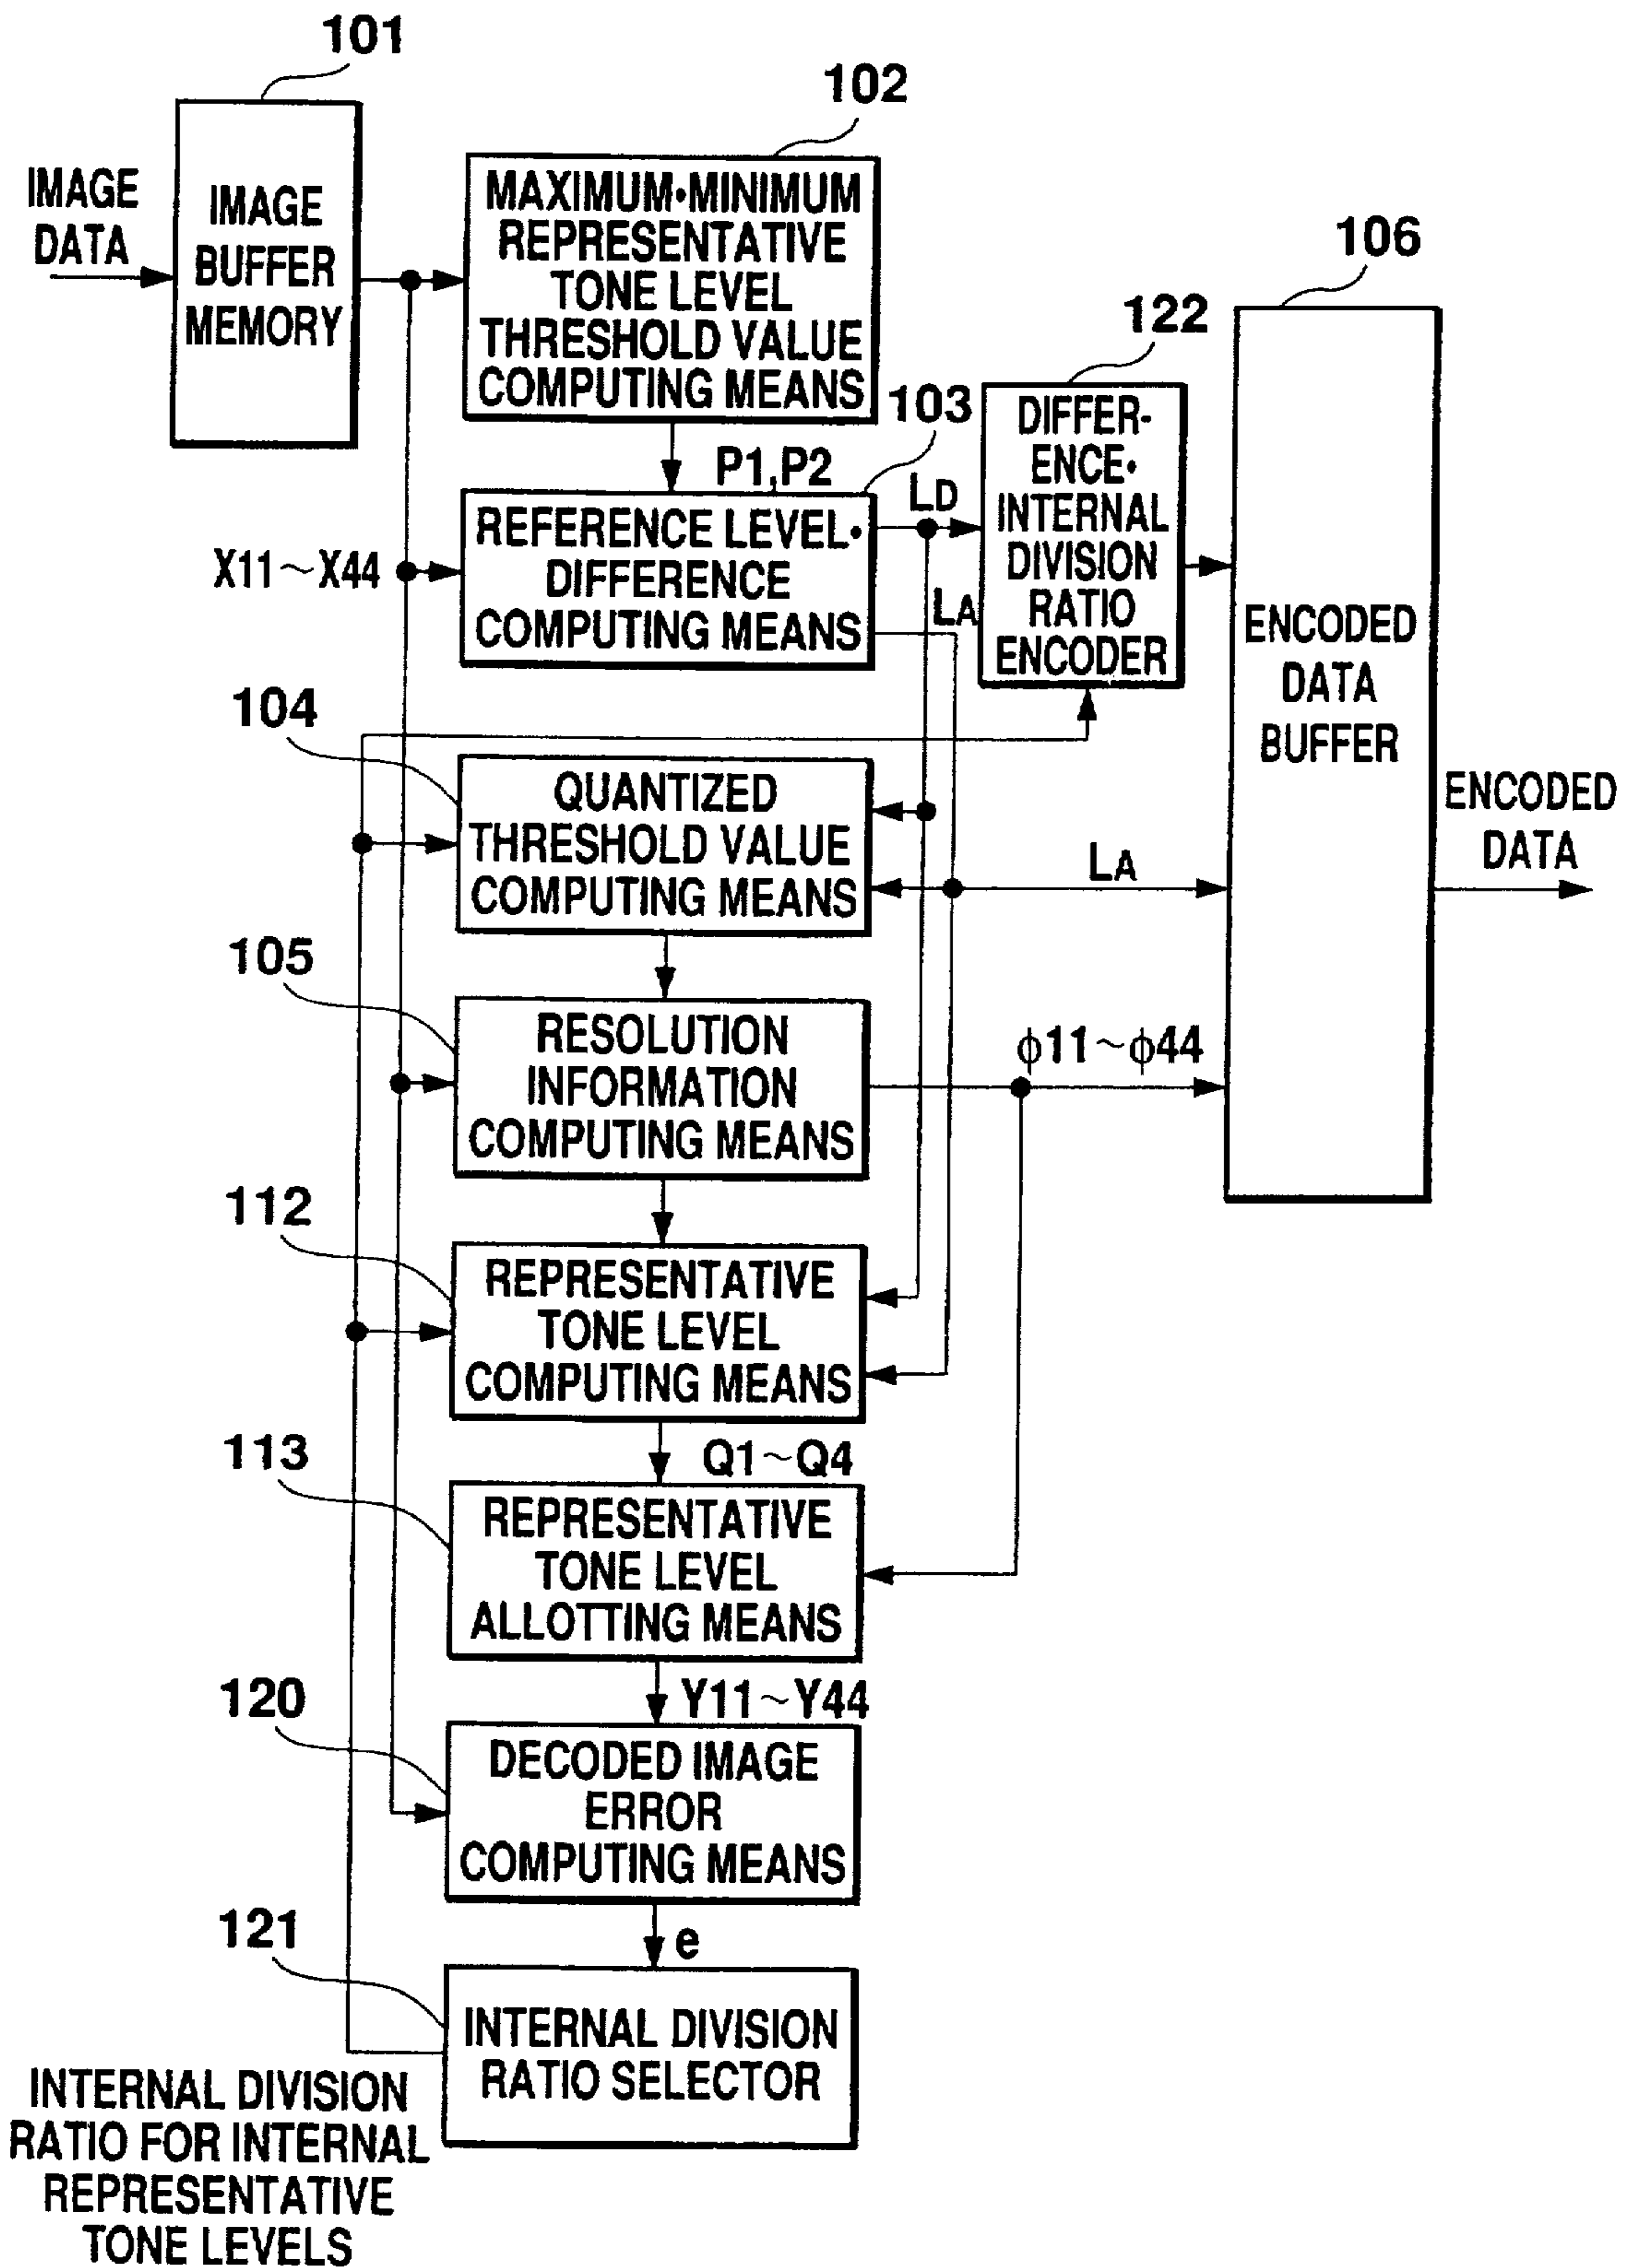 101
102
IMAGE
DATA
IMAGE
BUFFER
MEMORY
MAXIMUM•MINIMUM
REPRESENTATIVE
TONE LEVEL
THRESHOLD VALUE
COMPUTING MEANS
106
122
103
P1,P2
LD
DIFFER-
ENCE•
INTERNAL
DIVISION
RATIO
ENCODER
X11~X44
REFERENCE LEVEL•
DIFFERENCE
COMPUTING MEANS
LA
ENCODED
DATA
BUFFER
104
QUANTIZED
THRESHOLD VALUE
COMPUTING MEANS
LA
ENCODED
DATA
105
RESOLUTION
INFORMATION
COMPUTING MEANS
ϕ11~ϕ44
112
REPRESENTATIVE
TONE LEVEL
COMPUTING MEANS
Q1~Q4
113
REPRESENTATIVE
TONE LEVEL
ALLOTTING MEANS
Y11~Y44
120
DECODED IMAGE
ERROR
COMPUTING MEANS
e
121
INTERNAL DIVISION
RATIO SELECTOR
INTERNAL DIVISION
RATIO FOR INTERNAL
REPRESENTATIVE
TONE LEVELS